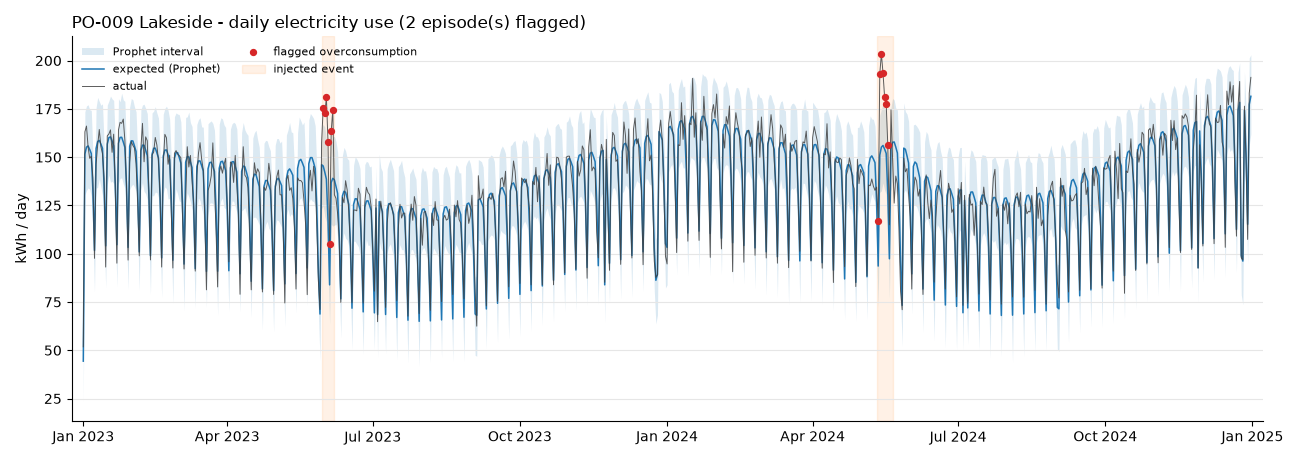 PO-009 Lakeside - daily electricity use (2 episode(s) flagged)
Prophet interval
expected (Prophet)
actual
flagged overconsumption
injected event
kWh / day
200
175
150
125
100
75
50
25
Jan 2023
Apr 2023
Jul 2023
Oct 2023
Jan 2024
Apr 2024
Jul 2024
Oct 2024
Jan 2025